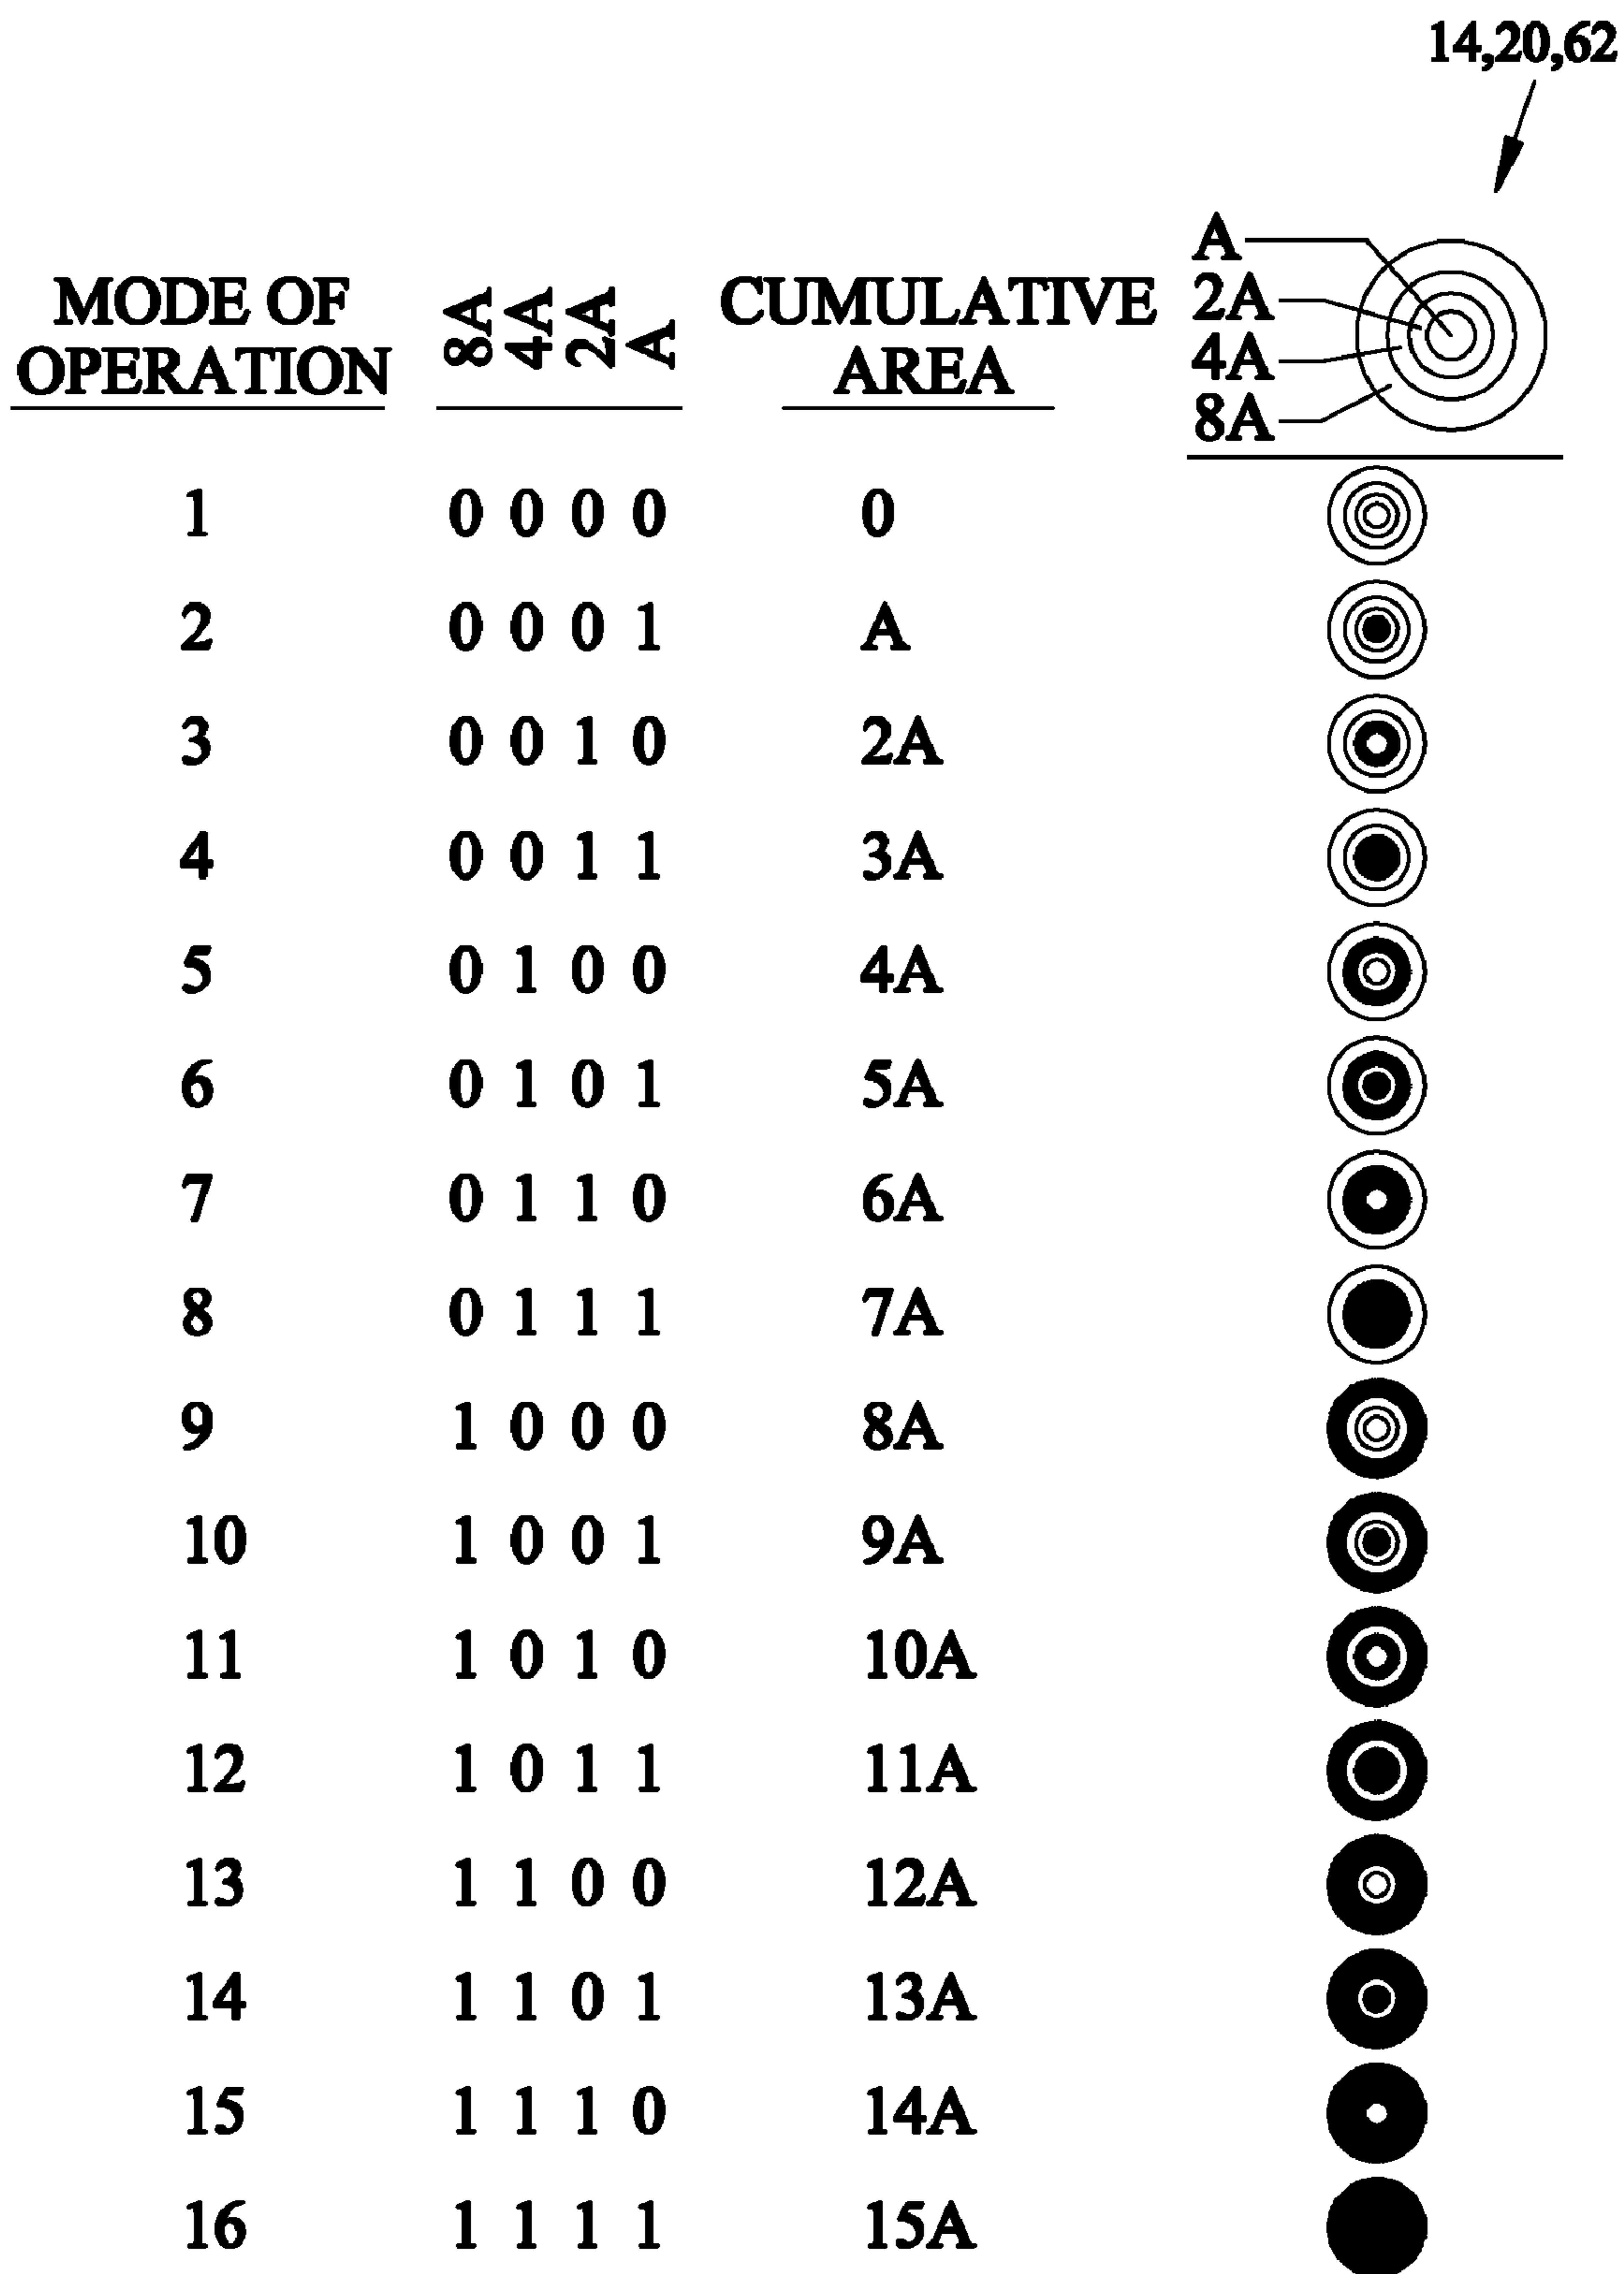 14,20,62
A
2A
4A
8A
MODE OF OPERATION 8A 4A 2A A CUMULATIVE AREA
1 0 0 0 0 0
2 0 0 0 1 A
3 0 0 1 0 2A
4 0 0 1 1 3A
5 0 1 0 0 4A
6 0 1 0 1 5A
7 0 1 1 0 6A
8 0 1 1 1 7A
9 1 0 0 0 8A
10 1 0 0 1 9A
11 1 0 1 0 10A
12 1 0 1 1 11A
13 1 1 0 0 12A
14 1 1 0 1 13A
15 1 1 1 0 14A
16 1 1 1 1 15A